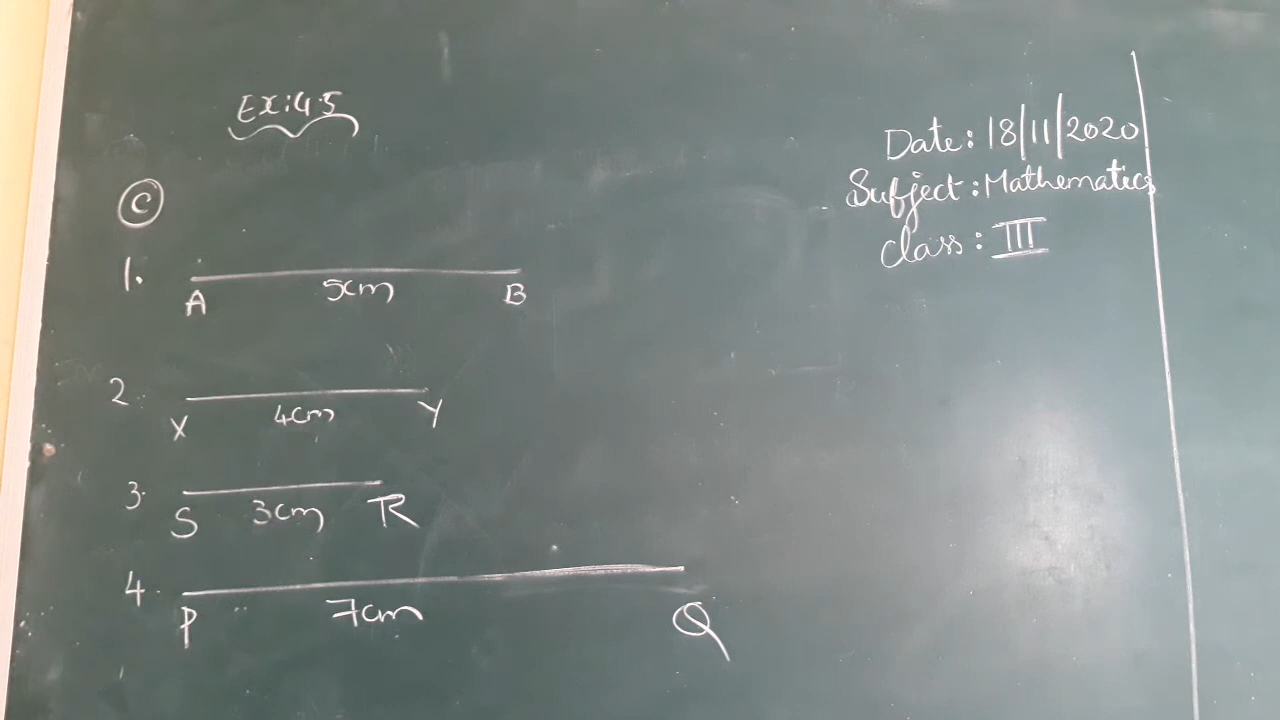 Ex:4.5
Date: 18/11/2020
Subject: Mathematics
Class: III
C
1.
A 5cm B
2.
X 4cm Y
3.
S 3cm R
4.
P 7cm Q